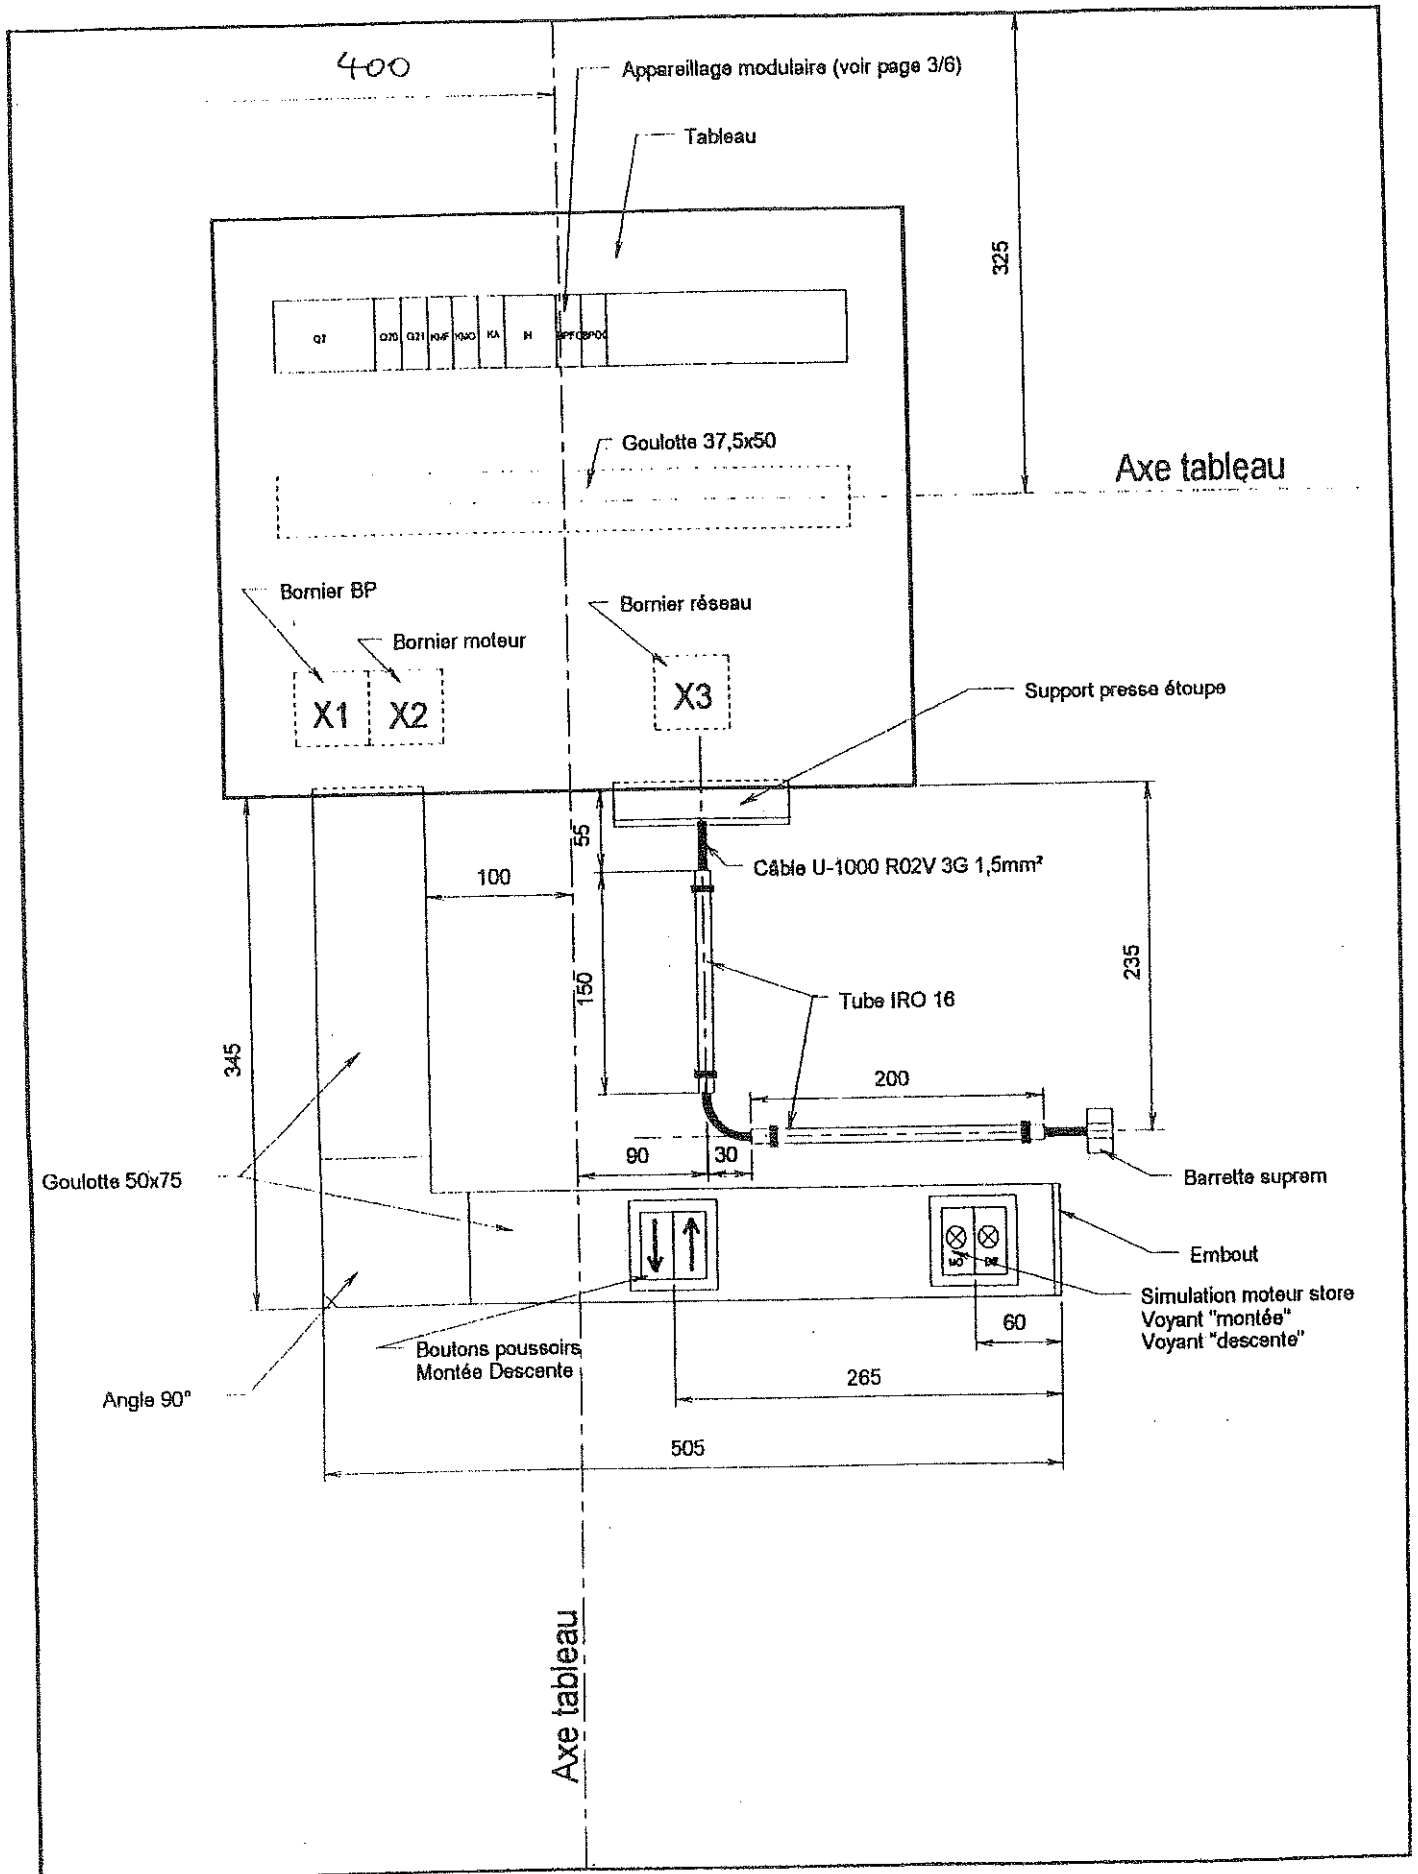 400
Appareillage modulaire (voir page 3/6)
Tableau
325
Q20 Q21 KMF KMO KA IH
Goulotte 37,5x50
Axe tableau
Bornier BP
Bornier moteur
Bornier réseau
X1 X2 X3
Support presse étoupe
55
Câble U-1000 R02V 3G 1,5mm²
100
235
150
Tube IRO 16
345
200
90 30
Goulotte 50x75
Barrette suprem
Embout
Simulation moteur store
Voyant "montée"
Voyant "descente"
60
Boutons poussoirs
Montée Descente
265
Angle 90°
505
Axe tableau